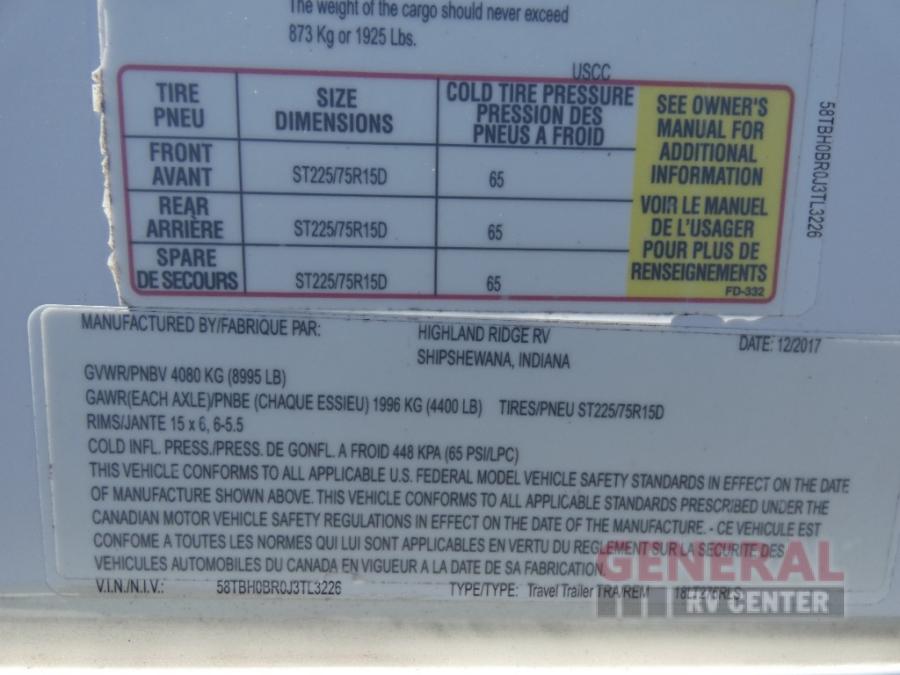 The weight of the cargo should never exceed
873 Kg or 1925 Lbs.
USCC
TIRE
PNEU
SIZE
DIMENSIONS
COLD TIRE PRESSURE
PRESSION DES
PNEUS A FROID
SEE OWNER'S
MANUAL FOR
ADDITIONAL
INFORMATION
VOIR LE MANUEL
DE L'USAGER
POUR PLUS DE
RENSEIGNEMENTS
FD-332
FRONT
AVANT
ST225/75R15D
65
REAR
ARRIÈRE
ST225/75R15D
65
SPARE
DE SECOURS
ST225/75R15D
65
58TBH0BR0J3TL3226
MANUFACTURED BY/FABRIQUE PAR:
HIGHLAND RIDGE RV
SHIPSHEWANA, INDIANA
DATE: 12/2017
GVWR/PNBV 4080 KG (8995 LB)
GAWR(EACH AXLE)/PNBE (CHAQUE ESSIEU) 1996 KG (4400 LB) TIRES/PNEU ST225/75R15D
RIMS/JANTE 15 x 6, 6-5.5
COLD INFL. PRESS./PRESS. DE GONFL. A FROID 448 KPA (65 PSI/LPC)
THIS VEHICLE CONFORMS TO ALL APPLICABLE U.S. FEDERAL MODEL VEHICLE SAFETY STANDARDS IN EFFECT ON THE DATE
OF MANUFACTURE SHOWN ABOVE. THIS VEHICLE CONFORMS TO ALL APPLICABLE STANDARDS PRESCRIBED UNDER THE
CANADIAN MOTOR VEHICLE SAFETY REGULATIONS IN EFFECT ON THE DATE OF THE MANUFACTURE. - CE VEHICULE EST
CONFOME A TOUTES LES NORMES QUI LUI SONT APPLICABLES EN VERTU DU REGLEMENT SUR LA SECURITE DES
VEHICULES AUTOMOBILES DU CANADA EN VIGUEUR A LA DATE DE SA FABRICATION.
V.I.N./N.I.V.: 58TBH0BR0J3TL3226 TYPE/TYPE: Travel Trailer TRA/REM 18LT275RLS
GENERAL
RV CENTER